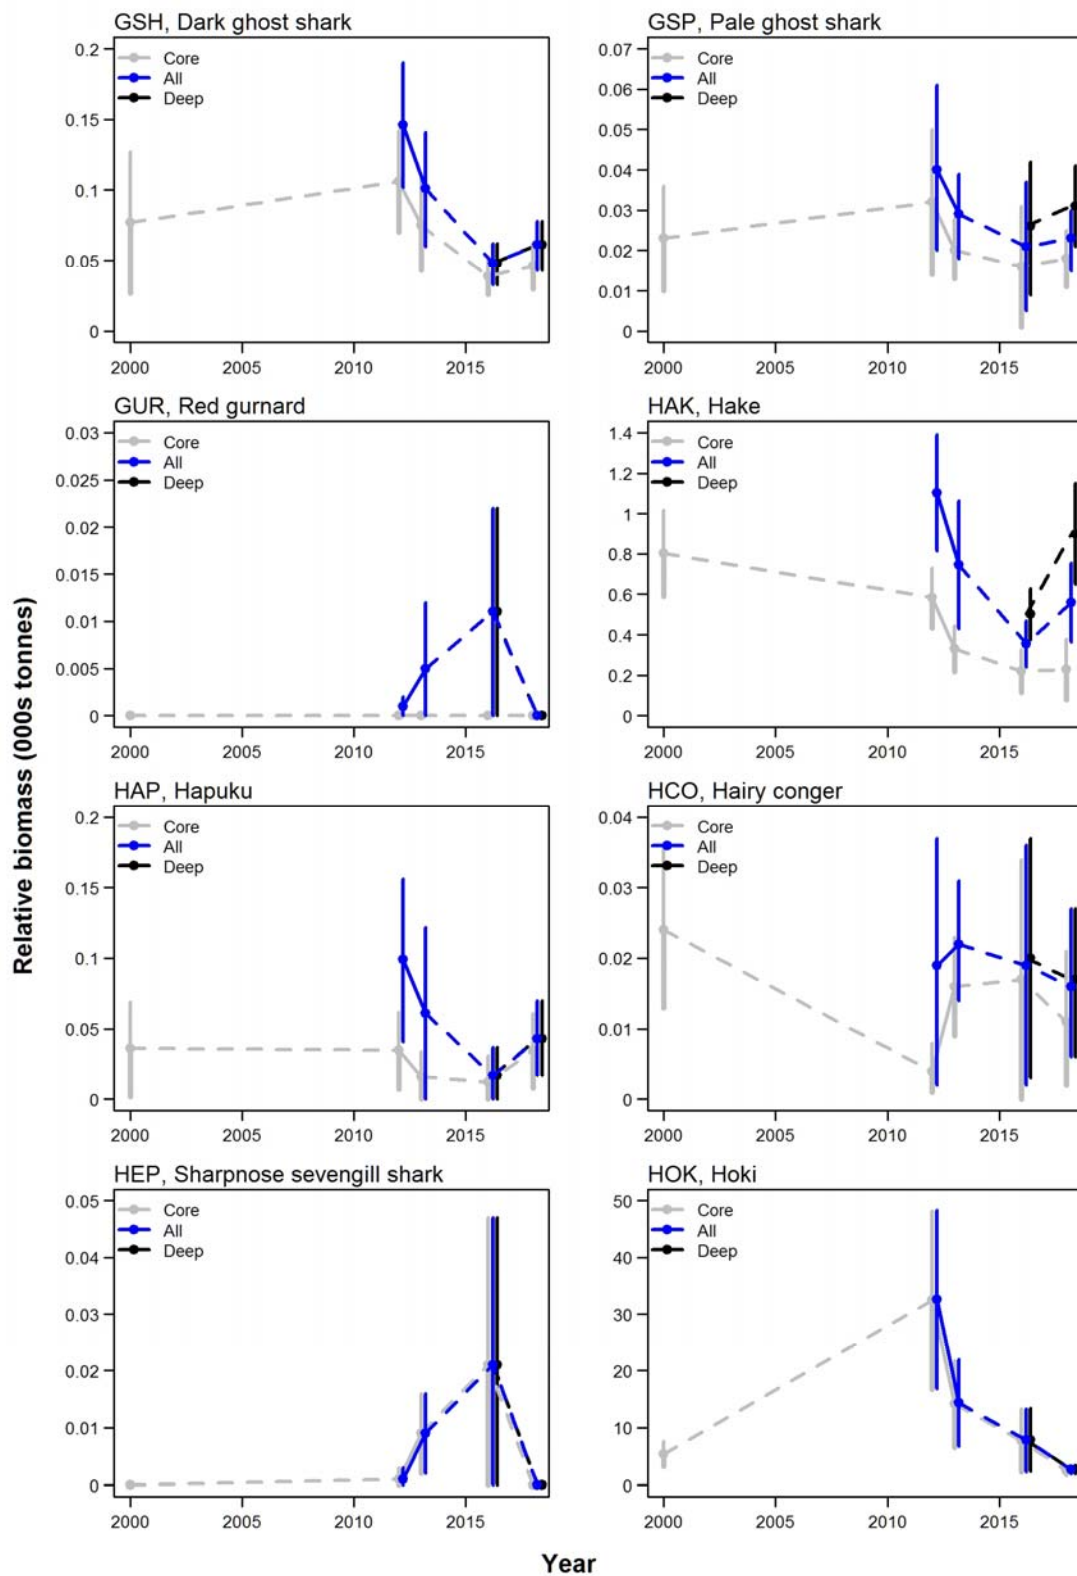 GSH, Dark ghost shark
Core
All
Deep
0.2
0.15
0.1
0.05
0
2000 2005 2010 2015
GSP, Pale ghost shark
Core
All
Deep
0.07
0.06
0.05
0.04
0.03
0.02
0.01
0
2000 2005 2010 2015
GUR, Red gurnard
Core
All
Deep
0.03
0.025
0.02
0.015
0.01
0.005
0
2000 2005 2010 2015
HAK, Hake
Core
All
Deep
1.4
1.2
1
0.8
0.6
0.4
0.2
0
2000 2005 2010 2015
HAP, Hapuku
Core
All
Deep
0.2
0.15
0.1
0.05
0
2000 2005 2010 2015
HCO, Hairy conger
Core
All
Deep
0.04
0.03
0.02
0.01
0
2000 2005 2010 2015
HEP, Sharpnose sevengill shark
Core
All
Deep
0.05
0.04
0.03
0.02
0.01
0
2000 2005 2010 2015
HOK, Hoki
Core
All
Deep
50
40
30
20
10
0
2000 2005 2010 2015
Relative biomass (000s tonnes)
Year